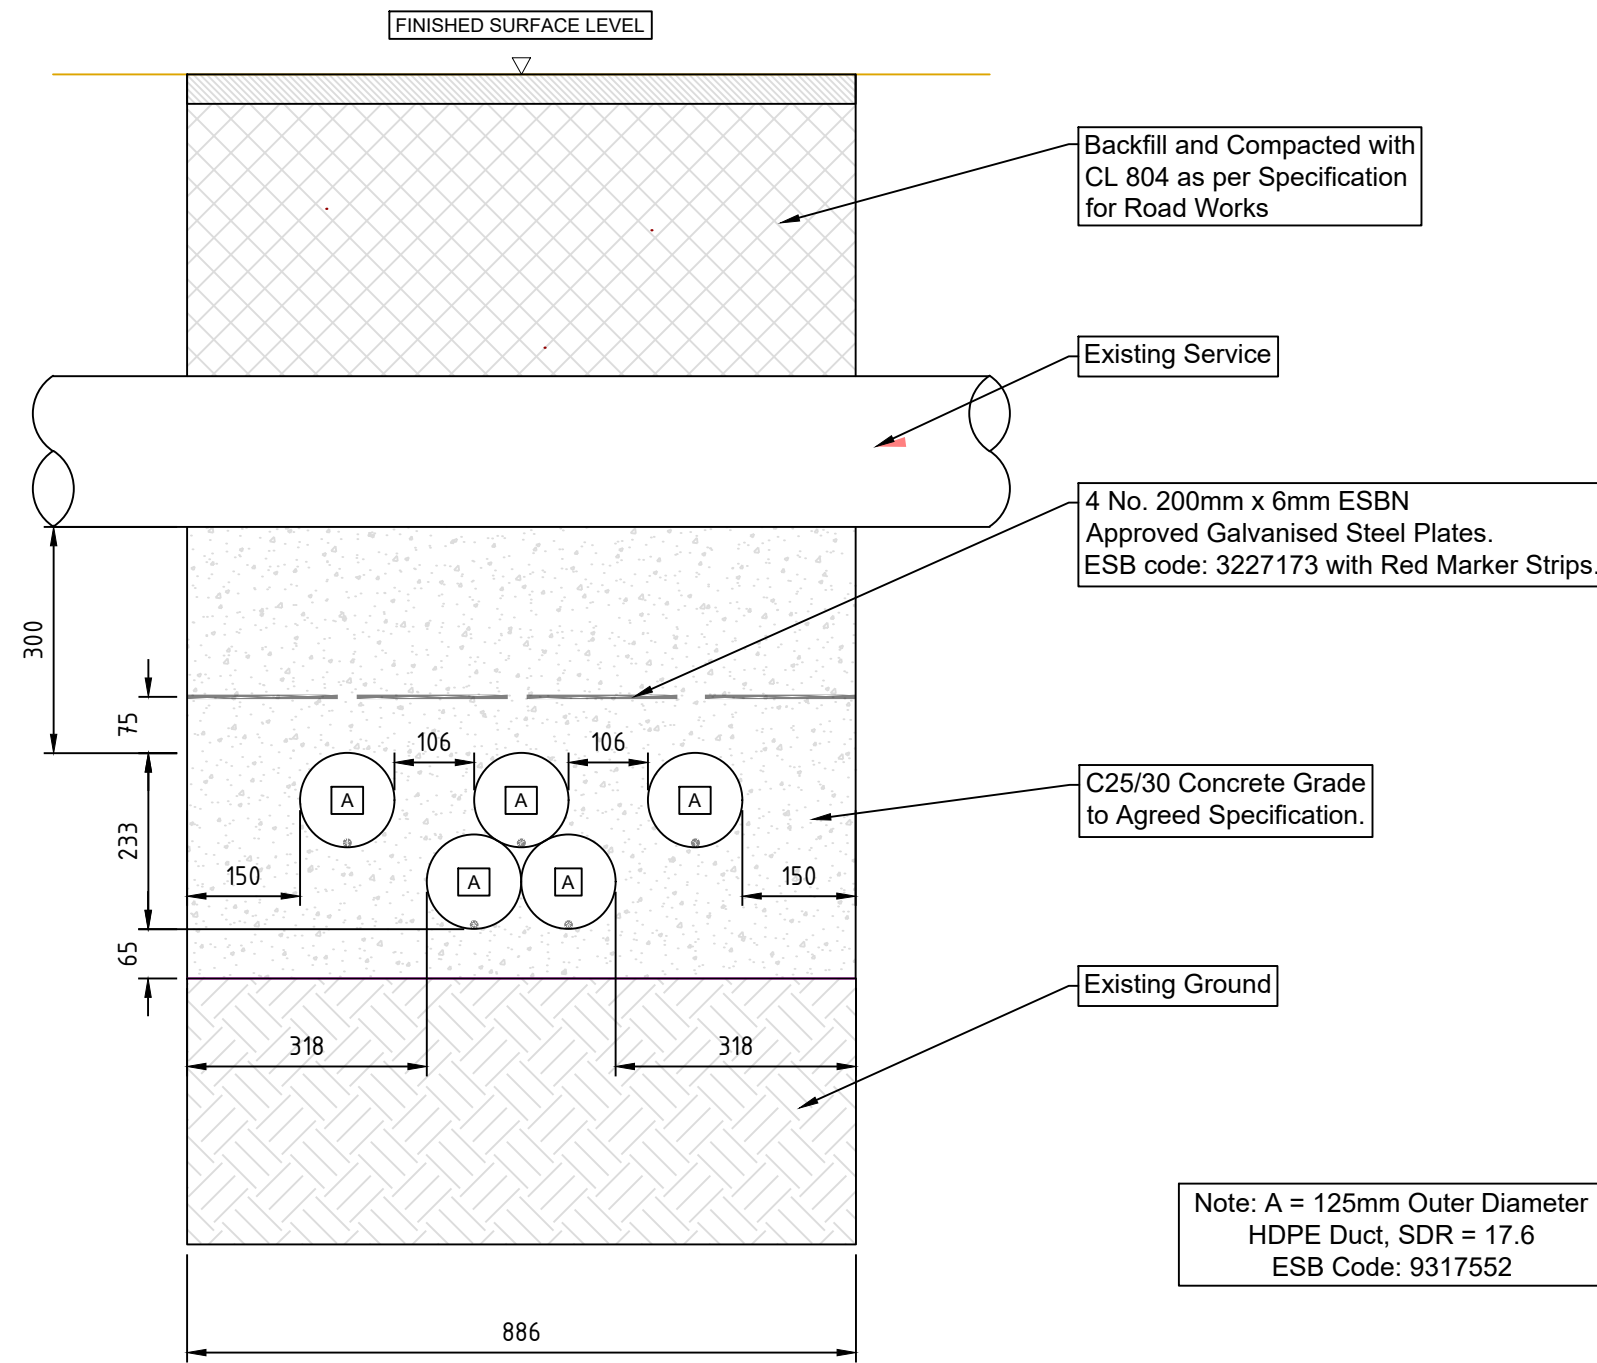 FINISHED SURFACE LEVEL
Backfill and Compacted with
CL 804 as per Specification
for Road Works
Existing Service
4 No. 200mm x 6mm ESBN
Approved Galvanised Steel Plates.
ESB code: 3227173 with Red Marker Strips.
300
75
106
106
A
A
A
C25/30 Concrete Grade
to Agreed Specification.
233
150
A
A
150
65
Existing Ground
318
318
Note: A = 125mm Outer Diameter
HDPE Duct, SDR = 17.6
ESB Code: 9317552
886